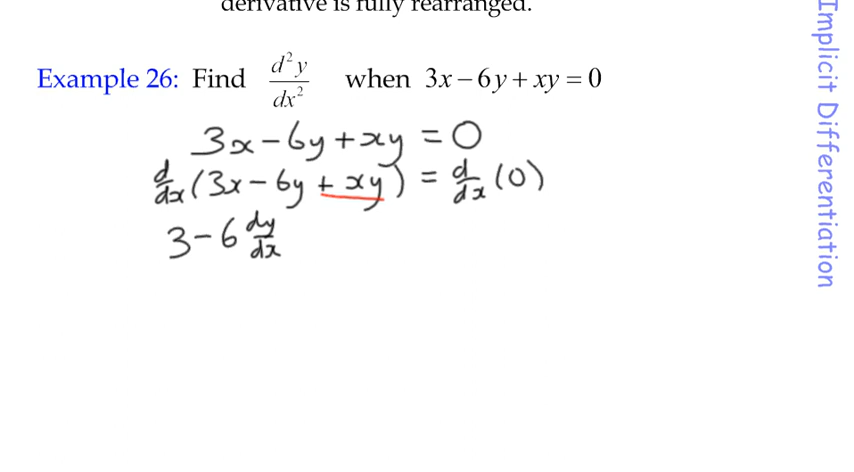 derivative is fully rearranged.
Example 26: Find d²y/dx² when 3x – 6y + xy = 0
3x – 6y + xy = 0
d/dx (3x – 6y + xy) = d/dx (0)
3 – 6 dy/dx
Implicit Differentiation